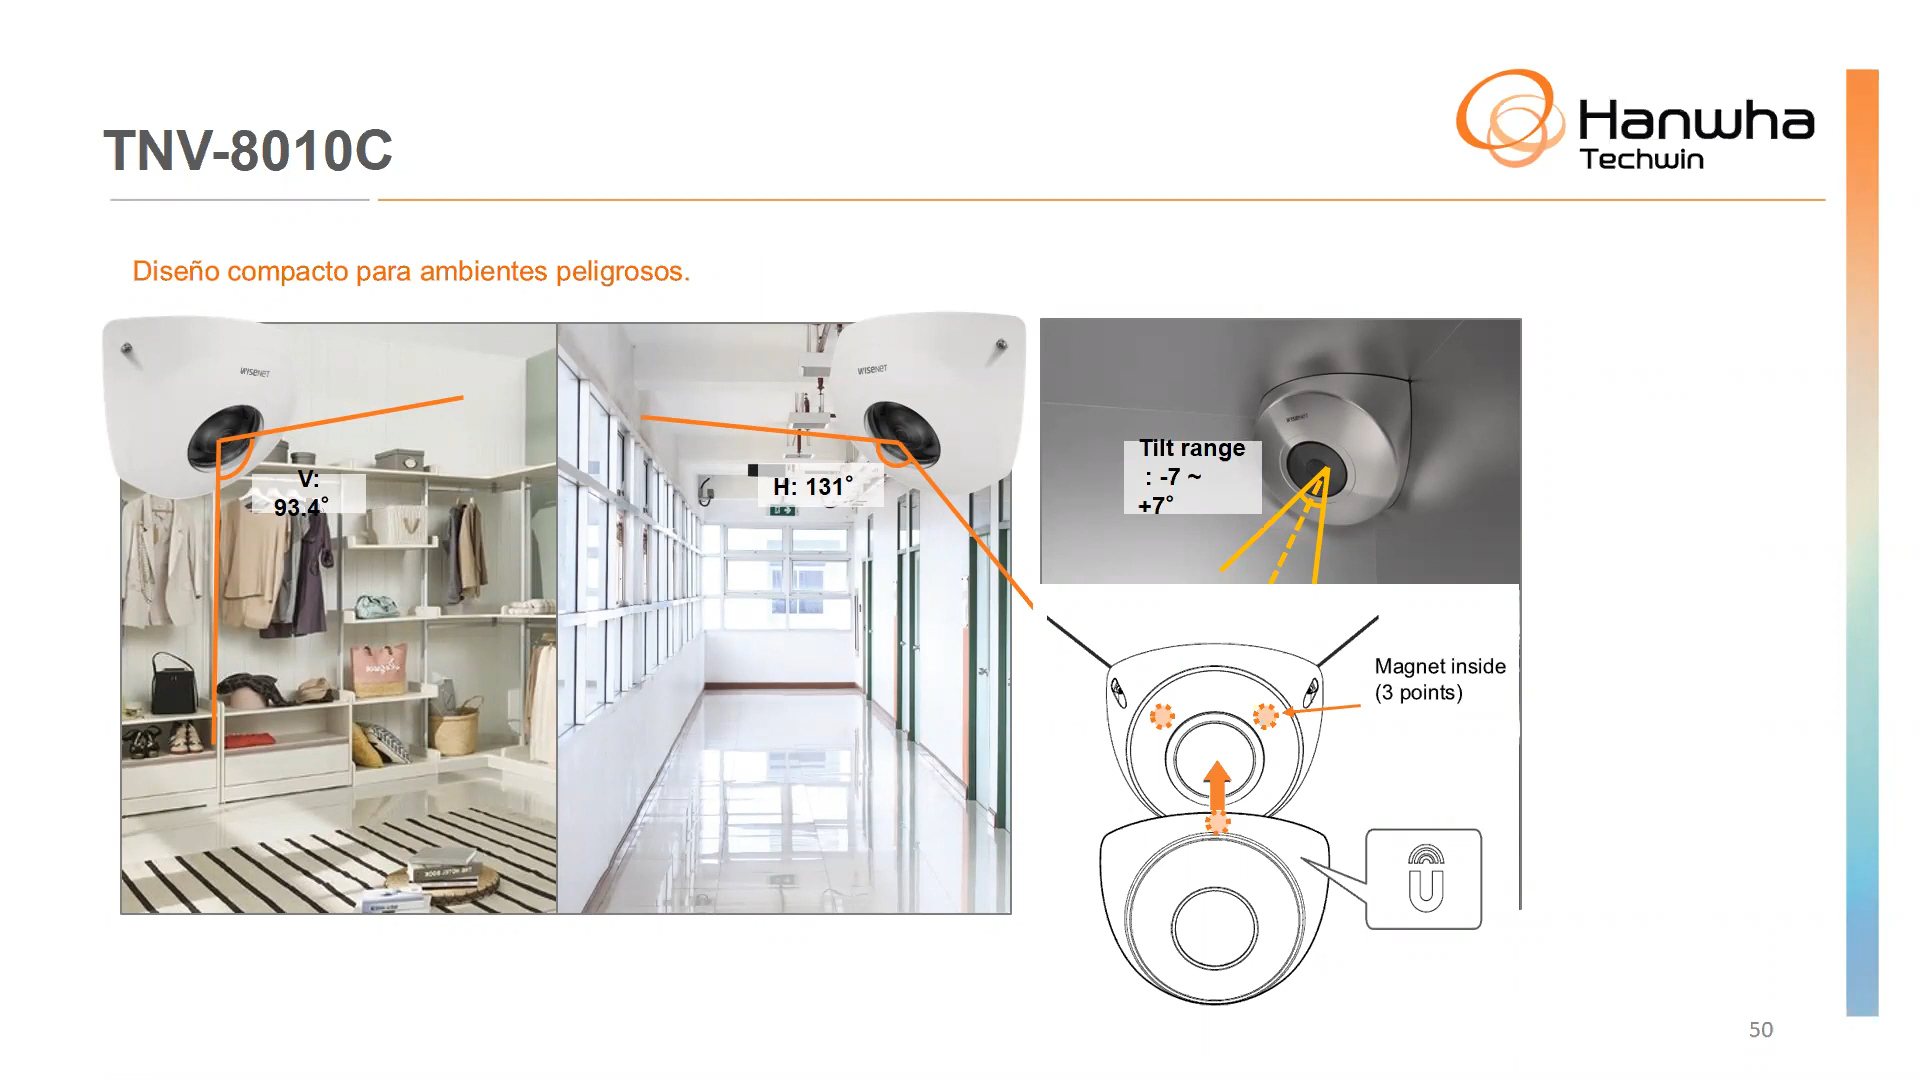 TNV-8010C
Hanwha
Techwin
Diseño compacto para ambientes peligrosos.
WISENET
WISENET
WISENET
V:
93.4°
H: 131°
Tilt range
: -7 ~
+7°
Magnet inside
(3 points)
50